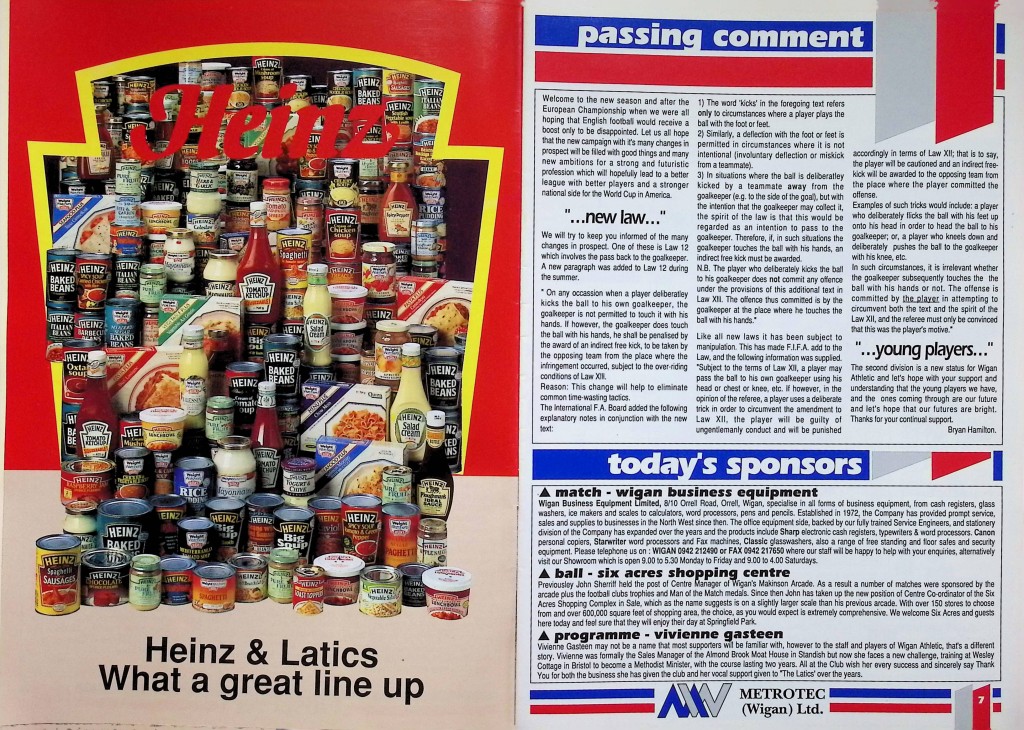 Heinz
HEINZ
BAKED
BEANS
HEINZ
TOMATO
KETCHUP
HEINZ
Salad
Cream
HEINZ
Big
Soup
HEINZ
Spaghetti
SAUSAGES
Heinz & Latics
What a great line up
passing comment
Welcome to the new season and after the
European Championship when we were all
hoping that English football would receive a
boost only to be disappointed. Let us all hope
that the new campaign with it's many changes in
prospect will be filled with good things and many
new ambitions for a strong and futuristic
profession which will hopefully lead to a better
league with better players and a stronger
national side for the World Cup in America.
"...new law..."
We will try to keep you informed of the many
changes in prospect. One of these is Law 12
which involves the pass back to the goalkeeper.
A new paragraph was added to Law 12 during
the summer.
" On any occasion when a player deliberatley
kicks the ball to his own goalkeeper, the
goalkeeper is not permitted to touch it with his
hands. If however, the goalkeeper does touch
the ball with his hands, he shall be penalised by
the award of an indirect free kick, to be taken by
the opposing team from the place where the
infringement occurred, subject to the over-riding
conditions of Law XIII.
Reason: This change will help to eliminate
common time-wasting tactics.
The International F.A. Board added the following
explanatory notes in conjunction with the new
text:
1) The word 'kicks' in the foregoing text refers
only to circumstances where a player plays the
ball with the foot or feet.
2) Similarly, a deflection with the foot or feet is
permitted in circumstances where it is not
intentional (involuntary deflection or miskick
from a teammate).
3) In situations where the ball is deliberatley
kicked by a teammate away from the
goalkeeper (e.g. to the side of the goal), but with
the intention that the goalkeeper may collect it,
the spirit of the law is that this would be
regarded as an intention to pass to the
goalkeeper. Therefore, if, in such situations the
goalkeeper touches the ball with his hands, an
indirect free kick must be awarded.
N.B. The player who deliberately kicks the ball
to his goalkeeper does not commit any offence
under the provisions of this additional text in
Law XII. The offence thus committed is by the
goalkeeper at the place where he touches the
ball with his hands."
Like all new laws it has been subject to
manipulation. This has made F.I.F.A. add to the
Law, and the following information was supplied.
"Subject to the terms of Law XII, a player may
pass the ball to his own goalkeeper using his
head or chest or knee, etc. If however, in the
opinion of the referee, a player uses a deliberate
trick in order to circumvent the amendment to
Law XII, the player will be guilty of
ungentlemanly conduct and will be punished
accordingly in terms of Law XII; that is to say,
the player will be cautioned and an indirect free-
kick will be awarded to the opposing team from
the place where the player committed the
offense.
Examples of such tricks would include: a player
who deliberately flicks the ball with his feet up
onto his head in order to head the ball to his
goalkeeper; or, a player who kneels down and
deliberately pushes the ball to the goalkeeper
with his knee, etc.
In such circumstances, it is irrelevant whether
the goalkeeper subsequently touches the the
ball with his hands or not. The offense is
committed by the player in attempting to
circumvent both the text and the spirit of the
Law XII, and the referee must only be convinced
that this was the player's motive."
"...young players..."
The second division is a new status for Wigan
Athletic and let's hope with your support and
understanding that the young players we have,
and the ones coming through are our future
and let's hope that our futures are bright.
Thanks for your continual support.
Bryan Hamilton.
today's sponsors
▲ match - wigan business equipment
Wigan Business Equipment Limited, 8/10 Orrell Road, Orrell, Wigan, specialise in all forms of business equipment, from cash registers, glass
washers, ice makers and scales to calculators, word processors, pens and pencils. Established in 1972, the Company has provided prompt service,
sales and supplies to businesses in the North West since then. The office equipment side, backed by our fully trained Service Engineers, and stationery
division of the Company has expanded over the years and the products include Sharp electronic cash registers, typewriters & word processors. Canon
personal copiers, Starwriter word processors and Fax machines, Classic glasswashers, also a range of free standing and floor sales and security
equipment. Please telephone us on : WIGAN 0942 212490 or FAX 0942 217650 where our staff will be happy to help with your enquiries, alternatively
visit our Showroom which is open 9.00 to 5.30 Monday to Friday and 9.00 to 4.00 Saturdays.
▲ ball - six acres shopping centre
Previousley John Sherriff held the post of Centre Manager of Wigan's Makinson Arcade. As a result a number of matches were sponsored by the
arcade plus the football clubs trophies and Man of the Match medals. Since then John has taken up the new position of Centre Co-ordinator of the Six
Acres Shopping Complex in Sale, which as the name suggests is on a slightly larger scale than his previous arcade. With over 150 stores to choose
from and over 600,000 square feet of shopping area, the choice, as you would expect is extremely comprehensive. We welcome Six Acres and guests
here today and feel sure that they will enjoy their day at Springfield Park.
▲ programme - vivienne gasteen
Vivienne Gasteen may not be a name that most supporters will be familiar with, however to the staff and players of Wigan Athletic, that's a different
story. Vivienne was formally the Sales Manager of the Almond Brook Moat House in Standish but now she faces a new challenge, training at Wesley
Cottage in Bristol to become a Methodist Minister, with the course lasting two years. All at the Club wish her every success and sincerely say Thank
You for both the business she has given the club and her vocal support given to "The Latics' over the years.
METROTEC
(Wigan) Ltd.
7